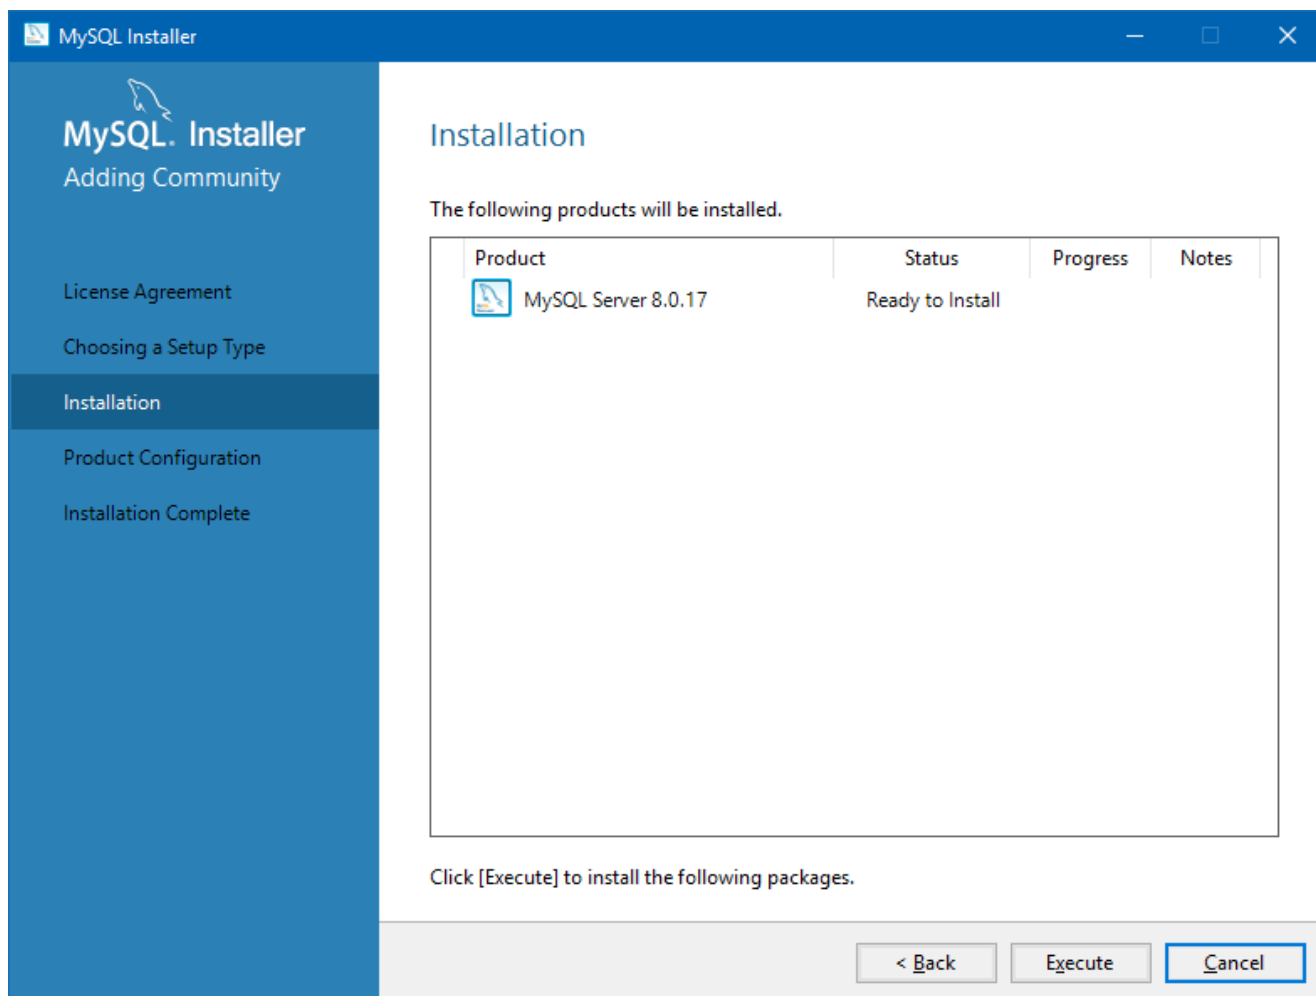 MySQL Installer
MySQL. Installer
Adding Community
License Agreement
Choosing a Setup Type
Installation
Product Configuration
Installation Complete
Installation
The following products will be installed.
Product Status Progress Notes
MySQL Server 8.0.17 Ready to Install
Click [Execute] to install the following packages.
< Back Execute Cancel